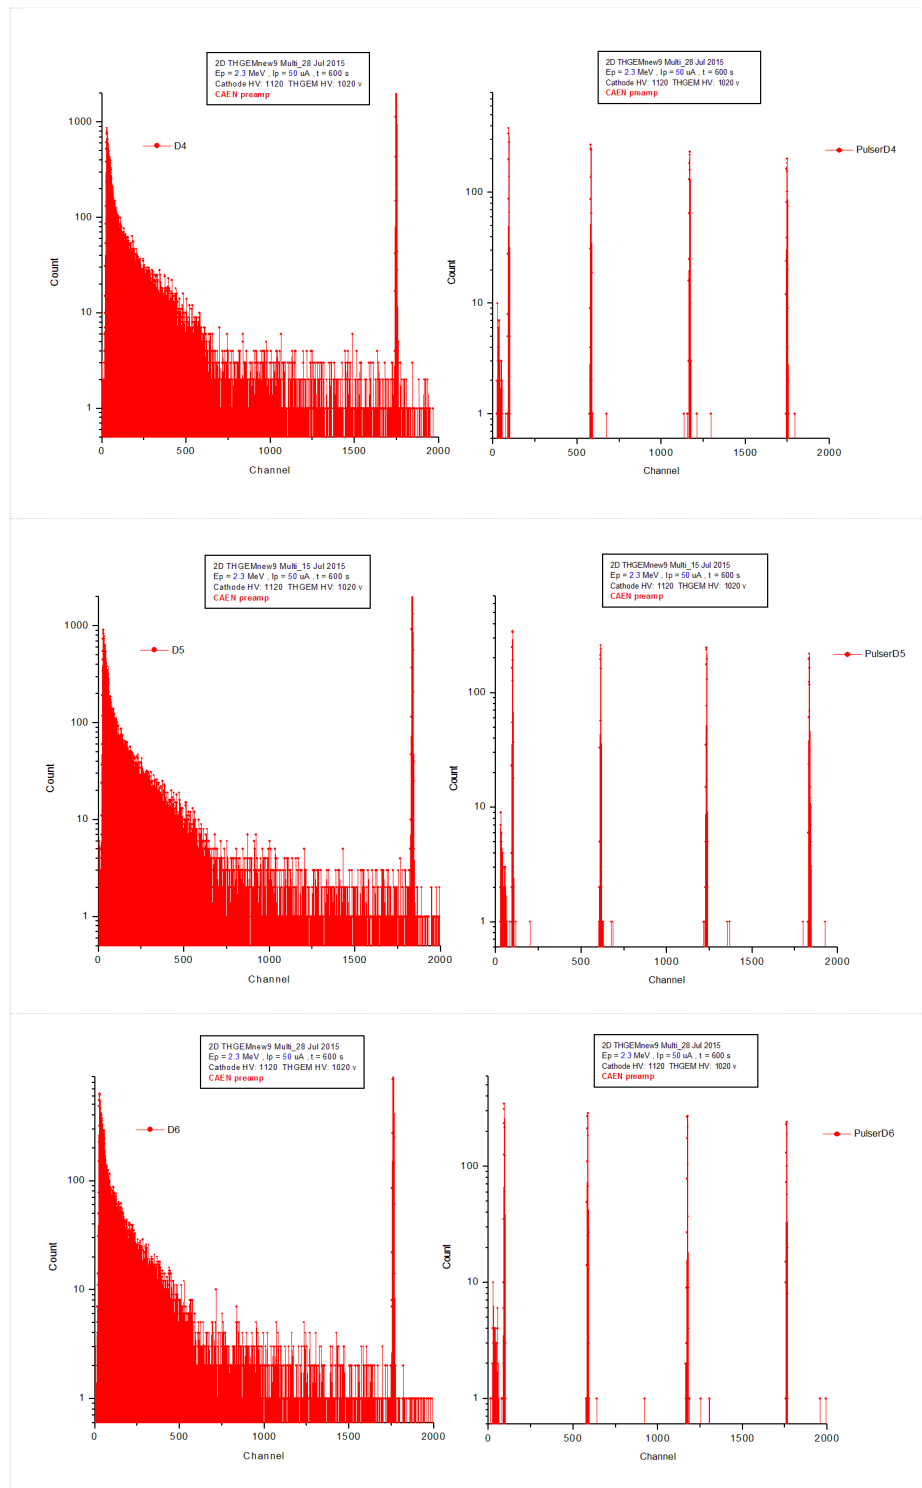 2D THGEMnew9 Multi_28 Jul 2015
Ep = 2.3 MeV , Ip = 50 uA , t = 600 s
Cathode HV: 1120 THGEM HV: 1020 v
CAEN preamp
D4
1000
100
10
1
Count
0
500
1000
1500
2000
Channel
2D THGEMnew9 Multi_28 Jul 2015
Ep = 2.3 MeV , Ip = 50 uA , t = 600 s
Cathode HV: 1120 THGEM HV: 1020 v
CAEN preamp
PulserD4
100
10
1
Count
0
500
1000
1500
2000
Channel
2D THGEMnew9 Multi_15 Jul 2015
Ep = 2.3 MeV , Ip = 50 uA , t = 600 s
Cathode HV: 1120 THGEM HV: 1020 v
CAEN preamp
D5
1000
100
10
1
Count
0
500
1000
1500
2000
Channel
2D THGEMnew9 Multi_15 Jul 2015
Ep = 2.3 MeV , Ip = 50 uA , t = 600 s
Cathode HV: 1120 THGEM HV: 1020 v
CAEN preamp
PulserD5
100
10
1
Count
0
500
1000
1500
2000
Channel
2D THGEMnew9 Multi_28 Jul 2015
Ep = 2.3 MeV , Ip = 50 uA , t = 600 s
Cathode HV: 1120 THGEM HV: 1020 v
CAEN preamp
D6
100
10
1
Count
0
500
1000
1500
2000
Channel
2D THGEMnew9 Multi_28 Jul 2015
Ep = 2.3 MeV , Ip = 50 uA , t = 600 s
Cathode HV: 1120 THGEM HV: 1020 v
CAEN preamp
PulserD6
100
10
1
Count
0
500
1000
1500
2000
Channel